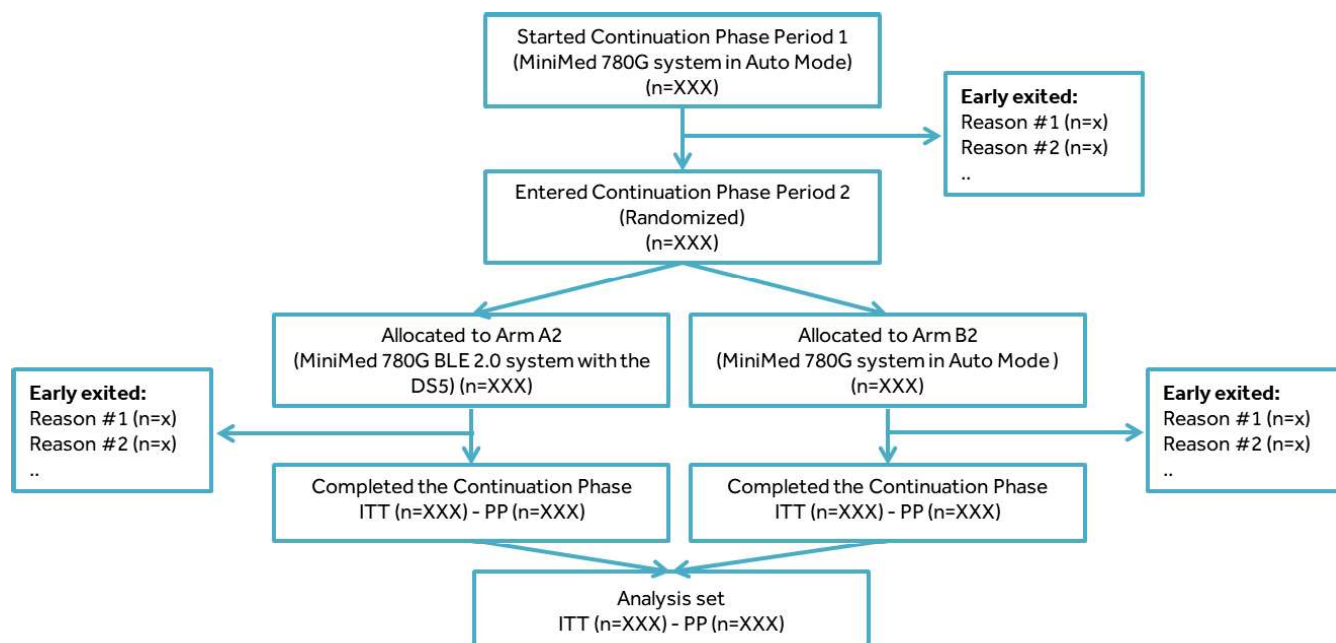 Started Continuation Phase Period 1
(MiniMed 780G system in Auto Mode)
(n=XXX)
Early exited:
Reason #1 (n=x)
Reason #2 (n=x)
..
Entered Continuation Phase Period 2
(Randomized)
(n=XXX)
Allocated to Arm A2
(MiniMed 780G BLE 2.0 system with the
DS5) (n=XXX)
Allocated to Arm B2
(MiniMed 780G system in Auto Mode )
(n=XXX)
Early exited:
Reason #1 (n=x)
Reason #2 (n=x)
..
Early exited:
Reason #1 (n=x)
Reason #2 (n=x)
..
Completed the Continuation Phase
ITT (n=XXX) - PP (n=XXX)
Completed the Continuation Phase
ITT (n=XXX) - PP (n=XXX)
Analysis set
ITT (n=XXX) - PP (n=XXX)